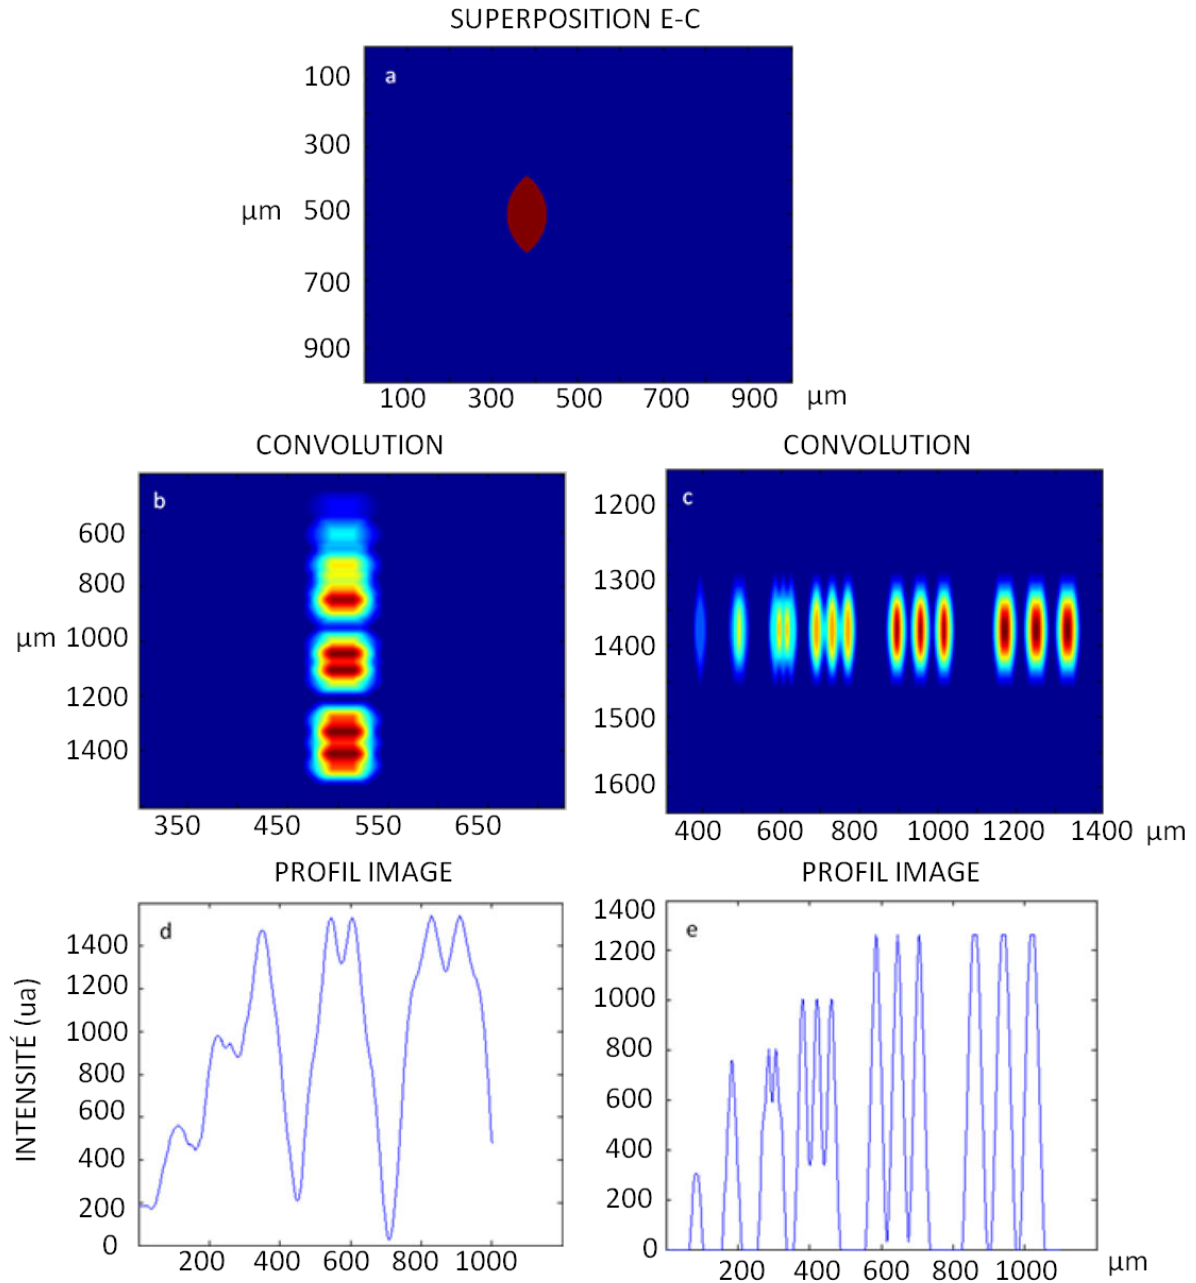 SUPERPOSITION E-C
a
100
300
µm 500
700
900
100 300 500 700 900 µm
CONVOLUTION
b
600
800
µm 1000
1200
1400
350 450 550 650
CONVOLUTION
c
1200
1300
1400
1500
1600
400 600 800 1000 1200 1400 µm
PROFIL IMAGE
d
INTENSITÉ (ua)
1400
1200
1000
800
600
400
200
0
200 400 600 800 1000
PROFIL IMAGE
e
1400
1200
1000
800
600
400
200
0
200 400 600 800 1000 µm